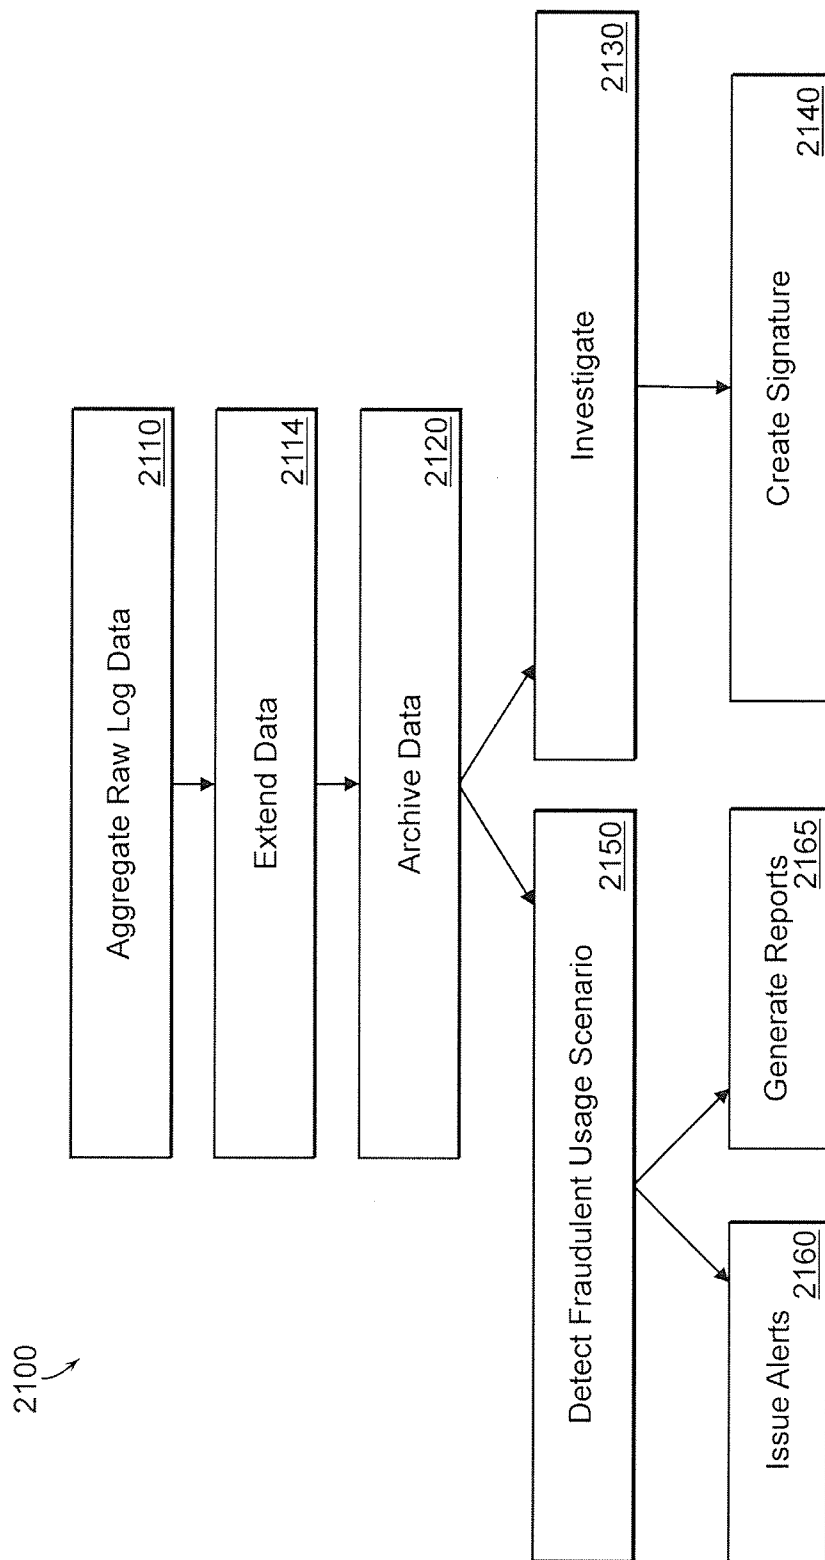 2100
Aggregate Raw Log Data
2110
Extend Data
2114
Archive Data
2120
Detect Fraudulent Usage Scenario
2150
Investigate
2130
Issue Alerts
2160
Generate Reports
2165
Create Signature
2140